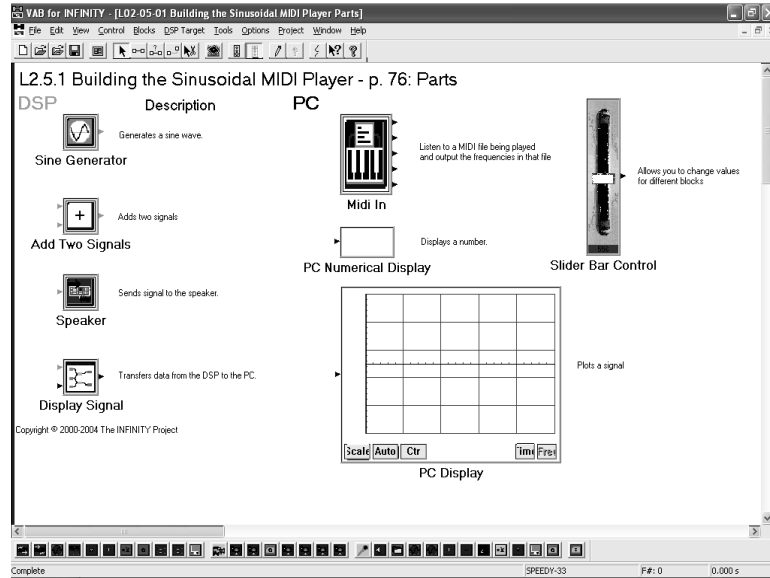 VAB for INFINITY - [L02-05-01 Building the Sinusoidal MIDI Player Parts]
File Edit View Control Blocks DSP Target Tools Options Project Window Help
L2.5.1 Building the Sinusoidal MIDI Player - p. 76: Parts
DSP
Description
PC
Generates a sine wave.
Sine Generator
Listen to a MIDI file being played
and output the frequencies in that file
Midi In
Allows you to change values
for different blocks
Slider Bar Control
Adds two signals
Add Two Signals
Displays a number.
PC Numerical Display
Sends signal to the speaker.
Speaker
Plots a signal
Transfers data from the DSP to the PC.
Display Signal
Copyright © 2000-2004 The INFINITY Project
Scale Auto Ctr
PC Display
Complete
SPEEDY-33
F#: 0
0.000 s